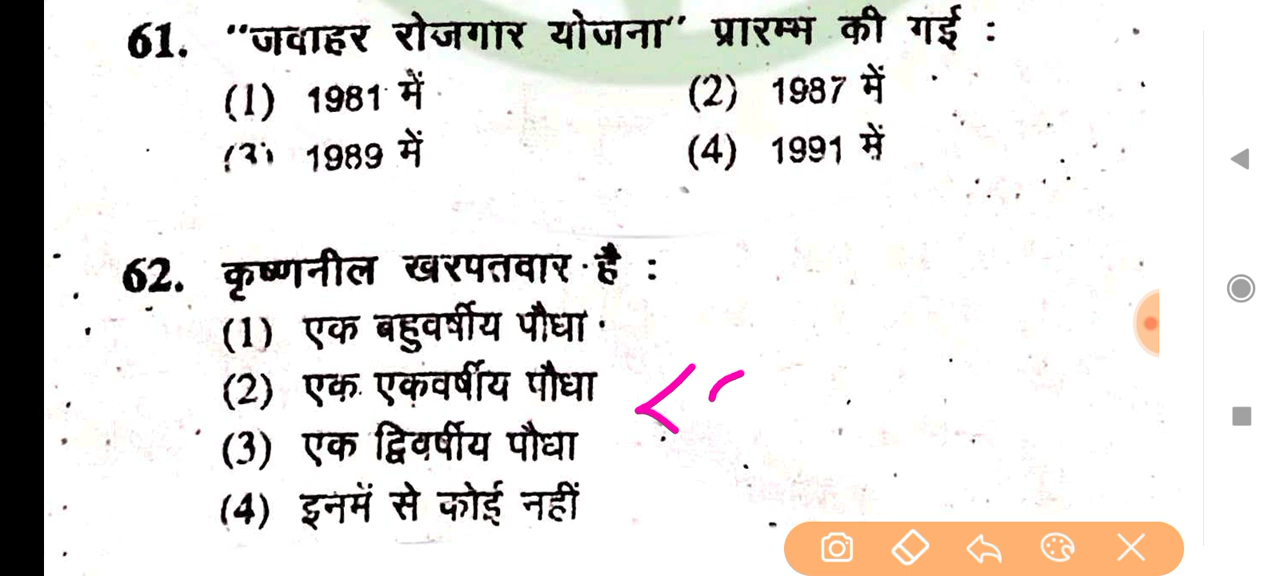 61. "जवाहर रोजगार योजना" प्रारम्भ की गई :
(1) 1981 में (2) 1987 में
(3) 1989 में (4) 1991 में
62. कृष्णनील खरपतवार है :
(1) एक बहुवर्षीय पौधा
(2) एक एकवर्षीय पौधा
(3) एक द्विवर्षीय पौधा
(4) इनमें से कोई नहीं